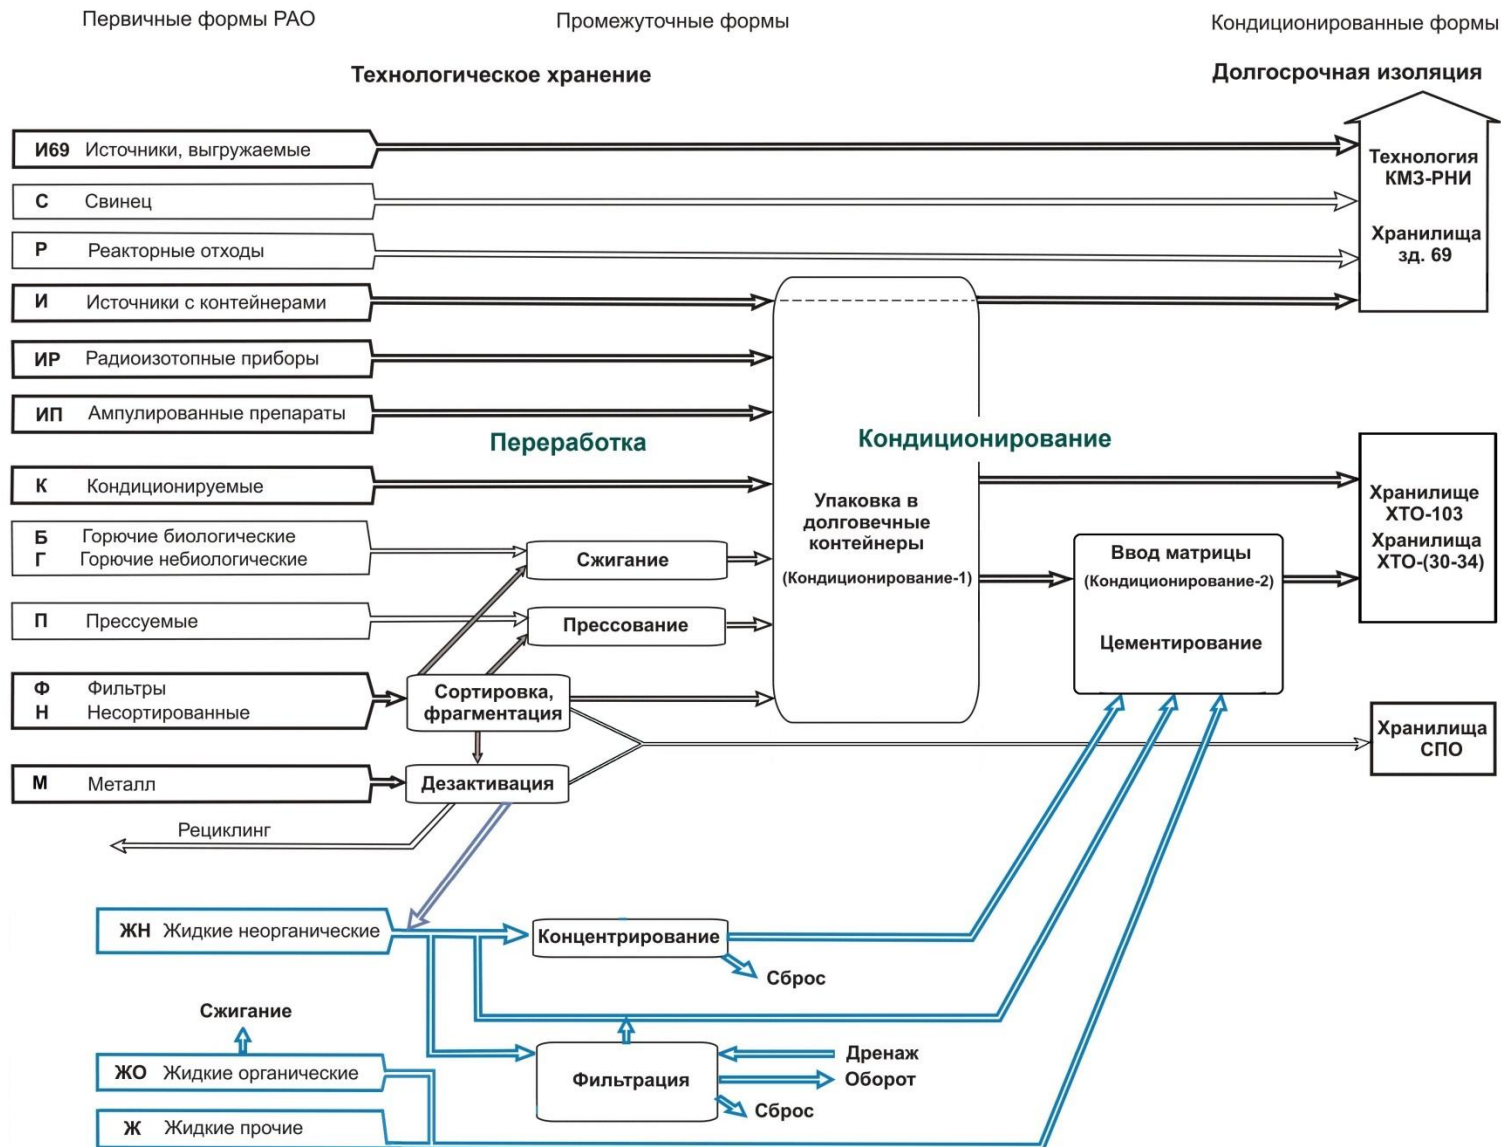 Первичные формы РАО
Промежуточные формы
Кондиционированные формы
Технологическое хранение
Долгосрочная изоляция
И69 Источники, выгружаемые
С Свинец
Р Реакторные отходы
И Источники с контейнерами
ИР Радиоизотопные приборы
ИП Ампулированные препараты
К Кондиционируемые
Б Горючие биологические
Г Горючие небиологические
П Прессуемые
Ф Фильтры
Н Несортированные
М Металл
Рециклинг
Переработка
Сжигание
Прессование
Сортировка,
фрагментация
Дезактивация
Кондиционирование
Упаковка в
долговечные
контейнеры
(Кондиционирование-1)
Ввод матрицы
(Кондиционирование-2)
Цементирование
Технология
КМЗ-РНИ
Хранилища
зд. 69
Хранилище
ХТО-103
Хранилища
ХТО-(30-34)
Хранилища
СПО
ЖН Жидкие неорганические
Концентрирование
Сброс
Сжигание
ЖО Жидкие органические
Ж Жидкие прочие
Фильтрация
Дренаж
Оборот
Сброс